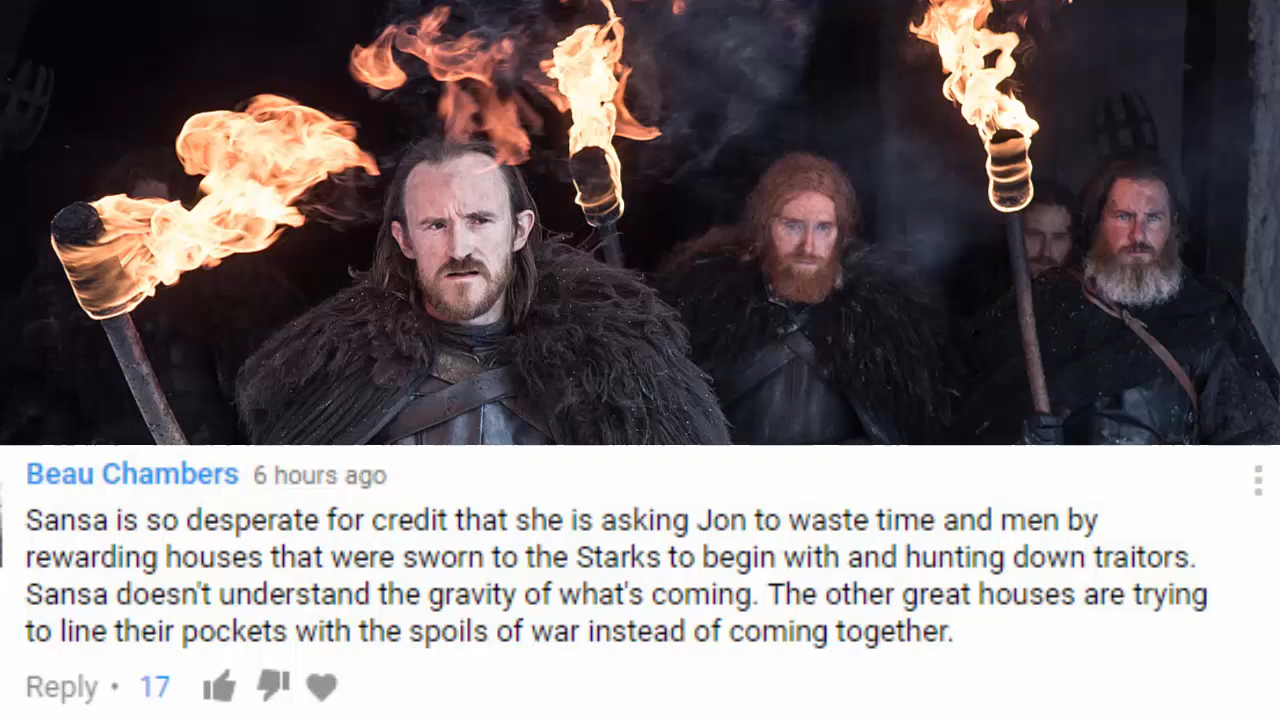 Beau Chambers 6 hours ago
Sansa is so desperate for credit that she is asking Jon to waste time and men by
rewarding houses that were sworn to the Starks to begin with and hunting down traitors.
Sansa doesn't understand the gravity of what's coming. The other great houses are trying
to line their pockets with the spoils of war instead of coming together.
Reply • 17